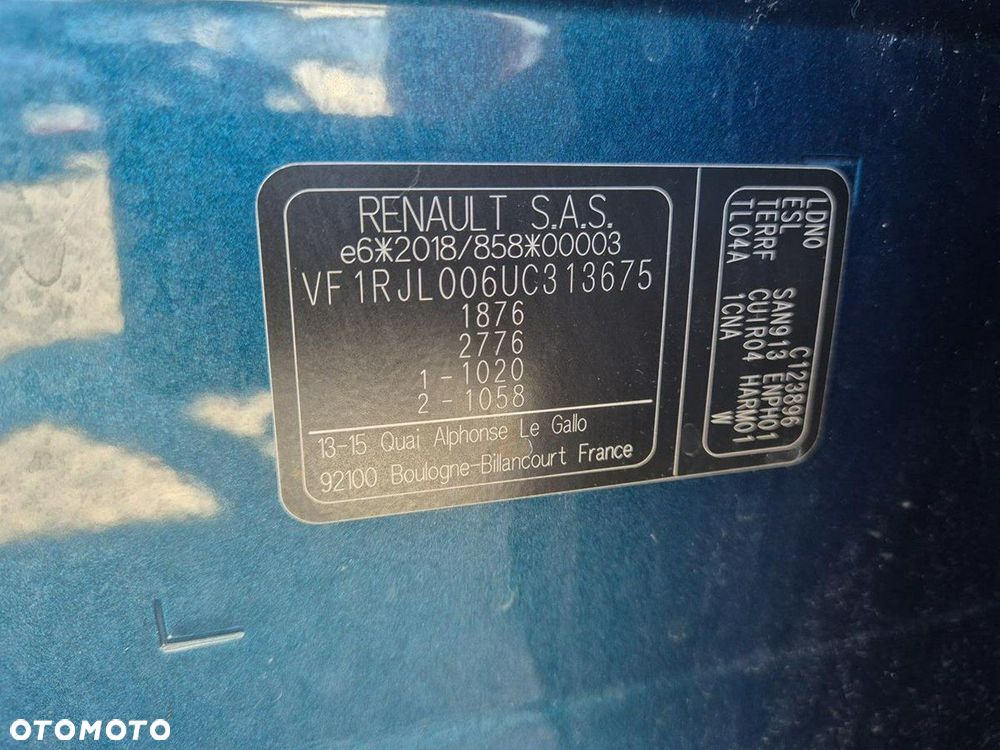 RENAULT S.A.S.
e6*2018/858*00003
VF1RJL006UC313675
1876
2776
1 - 1020
2 - 1058
13-15 Quai Alphonse Le Gallo
92100 Boulogne-Billancourt France
C123896
LDNO SAN913 ENPH01
ESL CUIR04 HARM01
TERRF 1CNA W
TL04A
OTOMOTO